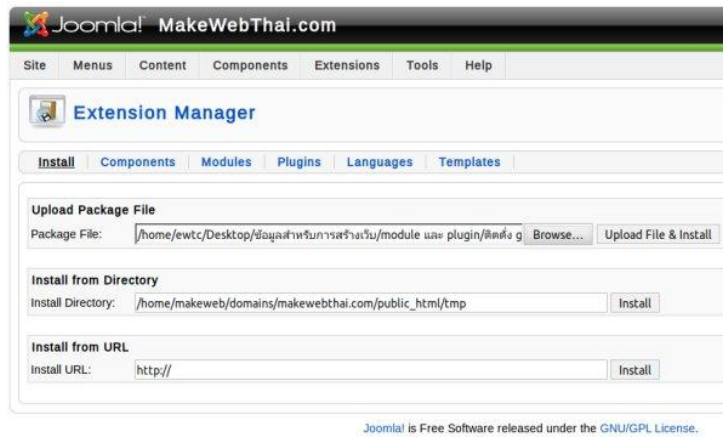 Joomla! MakeWebThai.com
Site Menus Content Components Extensions Tools Help
Extension Manager
Install Components Modules Plugins Languages Templates
Upload Package File
Package File: /home/ewtc/Desktop/ข้อมูลสำหรับการสร้างเว็บ/module และ plugin/ติดตั้ง g Browse... Upload File & Install
Install from Directory
Install Directory: /home/makeweb/domains/makewebthai.com/public_html/tmp Install
Install from URL
Install URL: http:// Install
Joomla! is Free Software released under the GNU/GPL License.